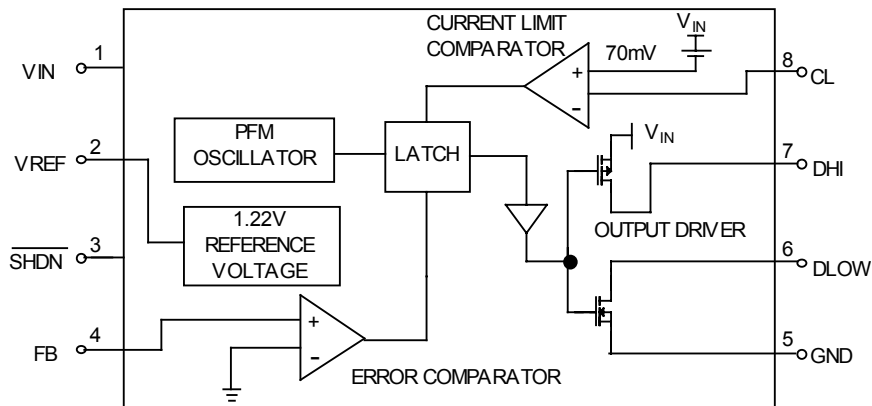 CURRENT LIMIT
COMPARATOR
VIN
70mV
+
−
VIN
1
8
CL
PFM
OSCILLATOR
LATCH
VIN
VREF
2
7
DHI
1.22V
REFERENCE
VOLTAGE
OUTPUT DRIVER
SHDN
3
6
DLOW
FB
4
+
−
5
GND
ERROR COMPARATOR